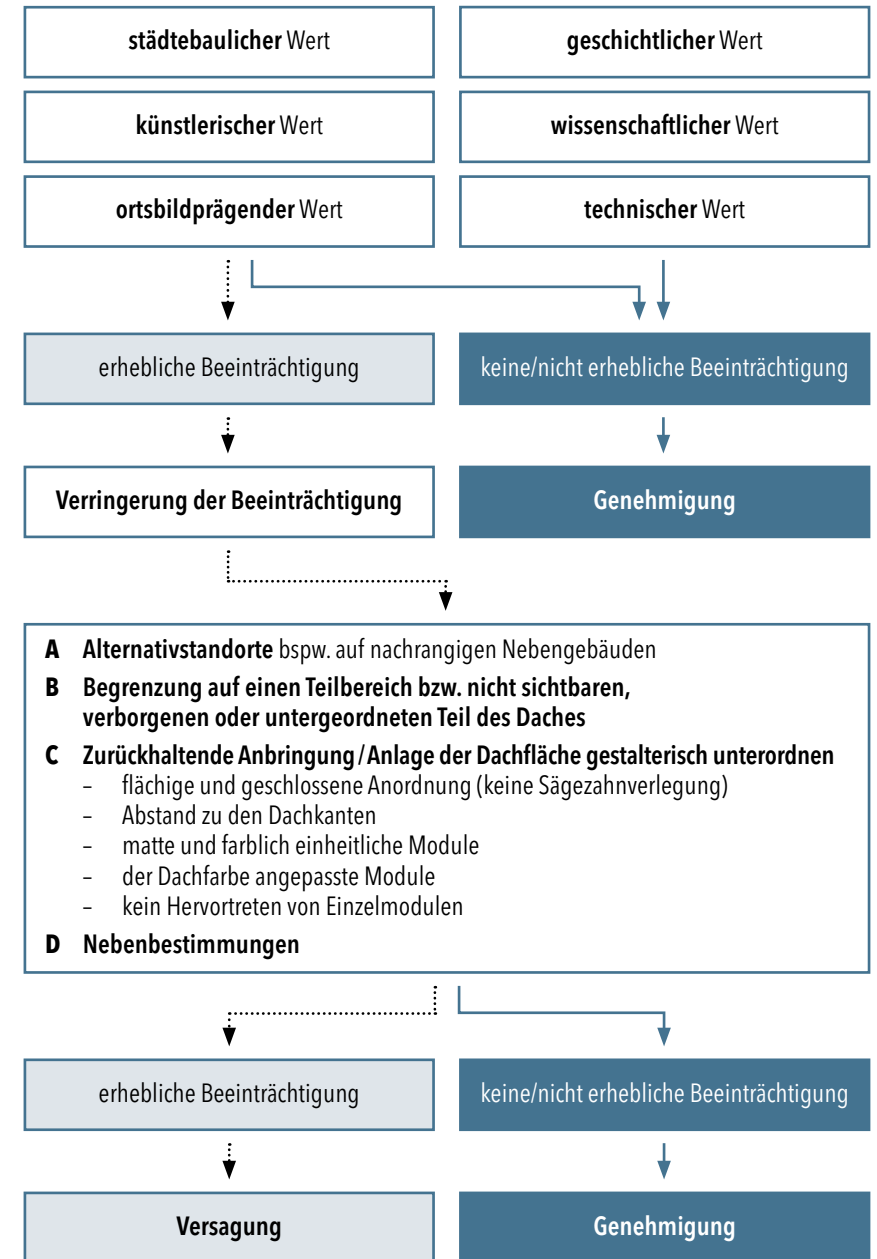 städtebaulicher Wert
geschichtlicher Wert
künstlerischer Wert
wissenschaftlicher Wert
ortsbildprägender Wert
technischer Wert
erhebliche Beeinträchtigung
keine/nicht erhebliche Beeinträchtigung
Verringerung der Beeinträchtigung
Genehmigung
A Alternativstandorte bspw. auf nachrangigen Nebengebäuden
B Begrenzung auf einen Teilbereich bzw. nicht sichtbaren,
verborgenen oder untergeordneten Teil des Daches
C Zurückhaltende Anbringung/Anlage der Dachfläche gestalterisch unterordnen
– flächige und geschlossene Anordnung (keine Sägezahnverlegung)
– Abstand zu den Dachkanten
– matte und farblich einheitliche Module
– der Dachfarbe angepasste Module
– kein Hervortreten von Einzelmodulen
D Nebenbestimmungen
erhebliche Beeinträchtigung
keine/nicht erhebliche Beeinträchtigung
Versagung
Genehmigung